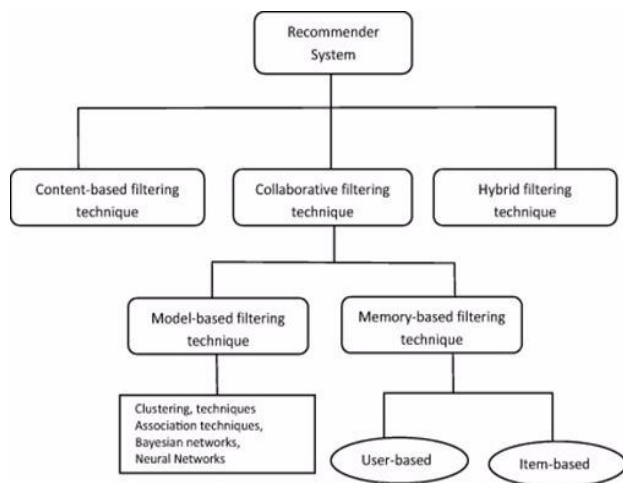 Recommender
System
Content-based filtering
technique
Collaborative filtering
technique
Hybrid filtering
technique
Model-based filtering
technique
Memory-based filtering
technique
Clustering, techniques
Association techniques,
Bayesian networks,
Neural Networks
User-based
Item-based